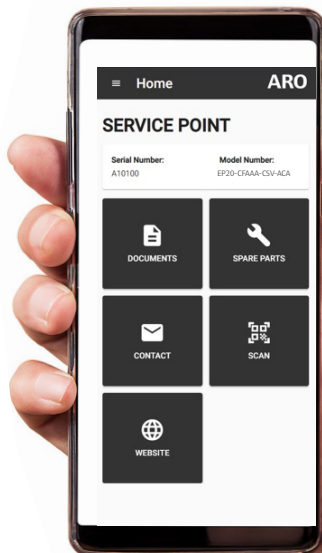 Home ARO
SERVICE POINT
Serial Number: Model Number:
A10100 EP20-CFAAA-CSV-ACA
DOCUMENTS SPARE PARTS
CONTACT SCAN
WEBSITE